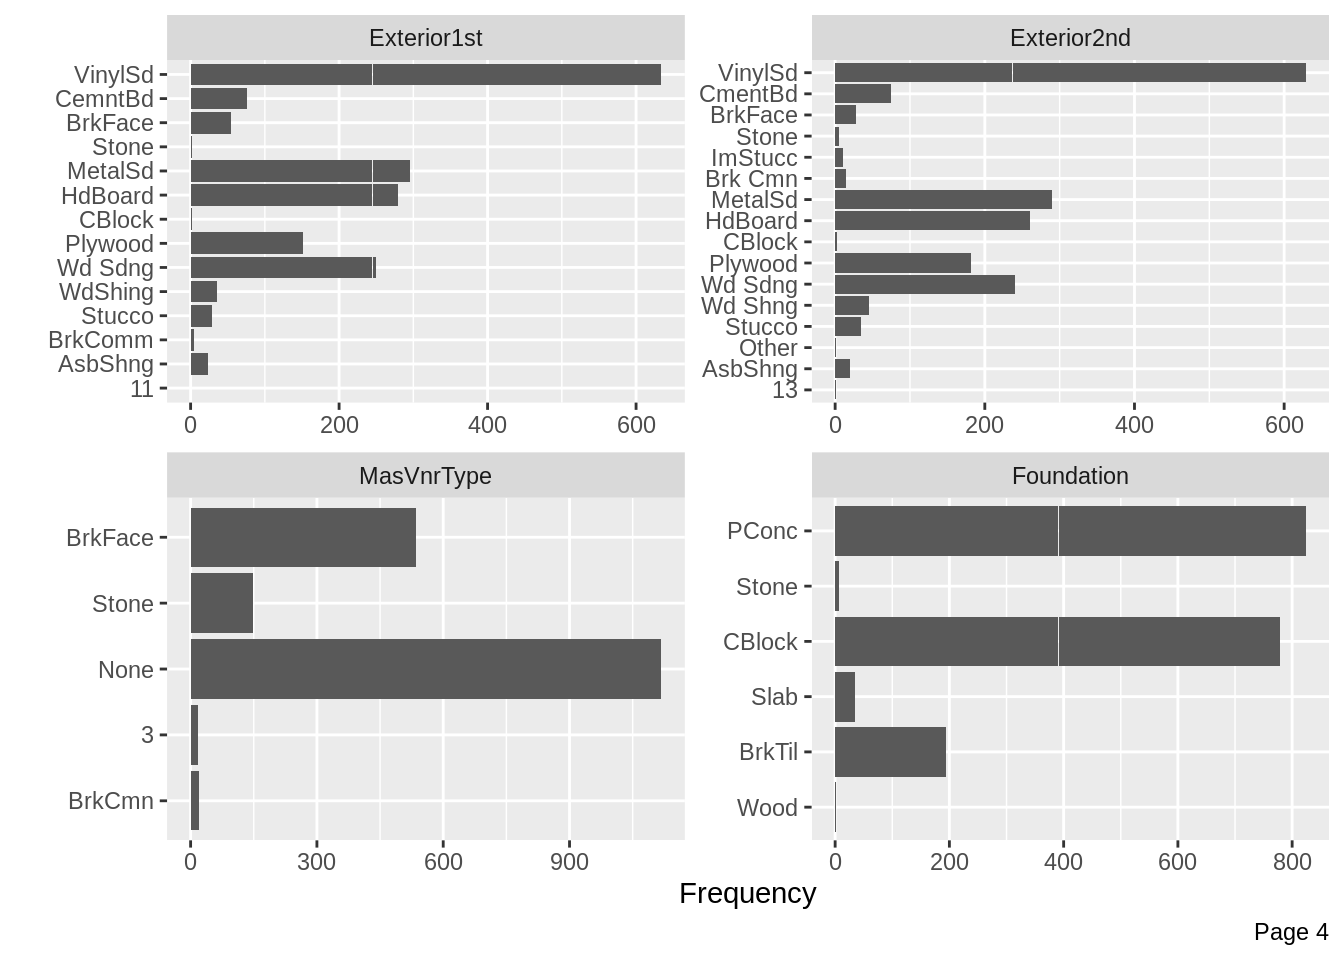 Exterior1st
VinylSd
CemntBd
BrkFace
Stone
MetalSd
HdBoard
CBlock
Plywood
Wd Sdng
WdShing
Stucco
BrkComm
AsbShng
11
0 200 400 600
Exterior2nd
VinylSd
CmentBd
BrkFace
Stone
ImStucc
Brk Cmn
MetalSd
HdBoard
CBlock
Plywood
Wd Sdng
Wd Shng
Stucco
Other
AsbShng
13
0 200 400 600
MasVnrType
BrkFace
Stone
None
3
BrkCmn
0 300 600 900
Foundation
PConc
Stone
CBlock
Slab
BrkTil
Wood
0 200 400 600 800
Frequency
Page 4